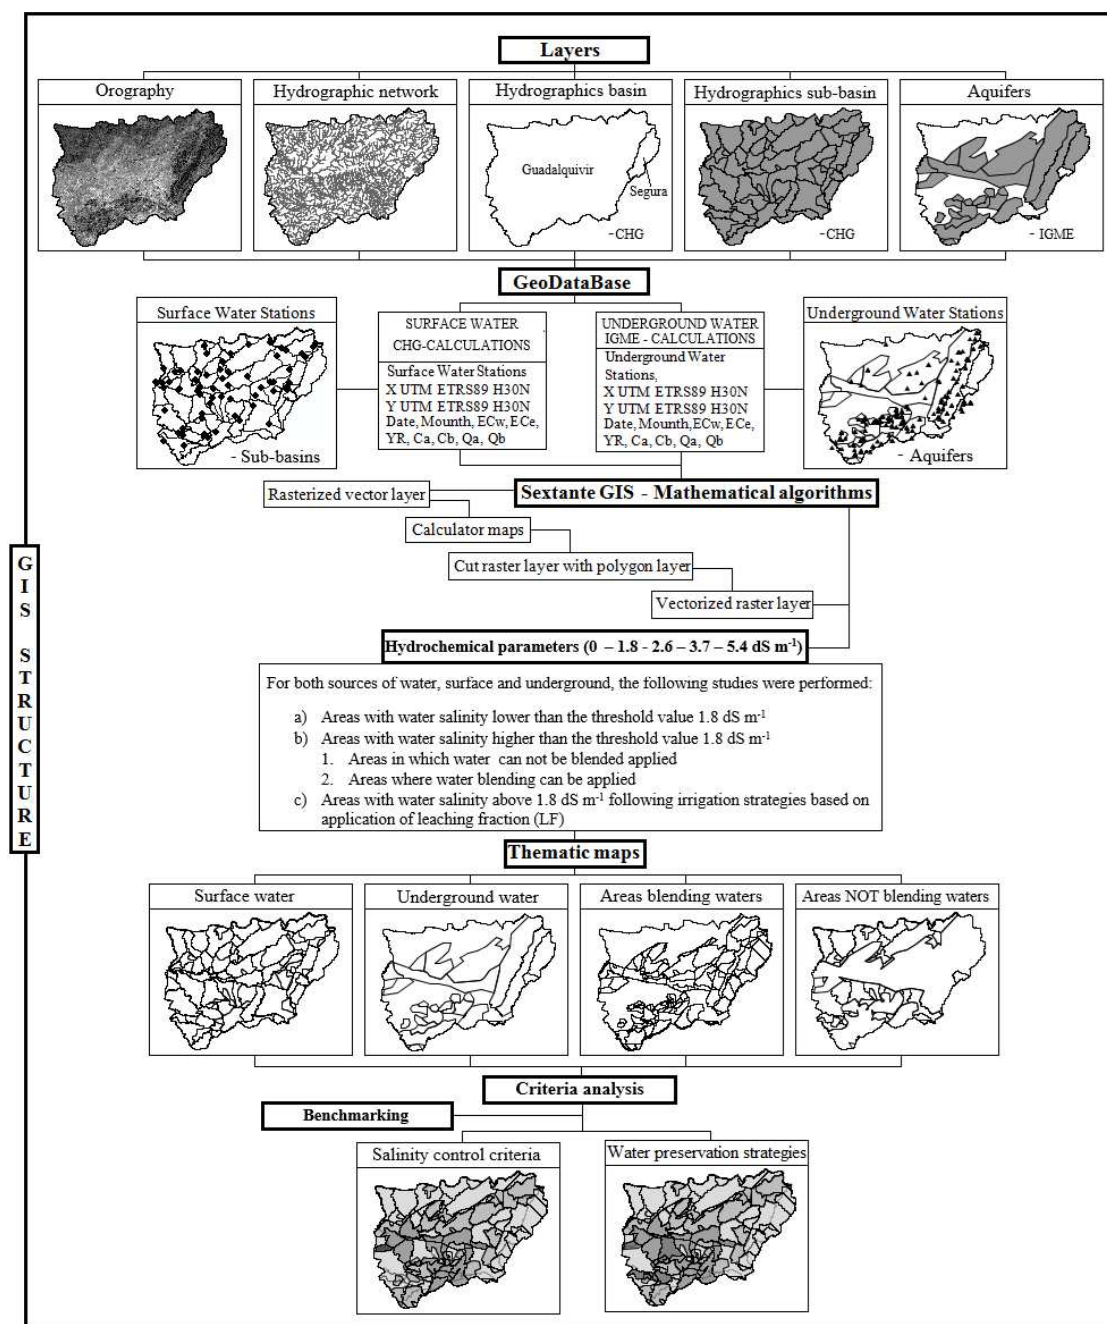 GIS STRUCTURE
Layers
Orography
Hydrographic network
Hydrographics basin
Hydrographics sub-basin
Aquifers
Guadalquivir
Segura
- CHG
- CHG
- IGME
GeoDataBase
Surface Water Stations
- Sub-basins
SURFACE WATER
CHG-CALCULATIONS
Surface Water Stations
X UTM ETRS89 H30N
Y UTM ETRS89 H30N
Date, Mounth, ECw, ECe,
YR, Ca, Cb, Qa, Qb
UNDERGROUND WATER
IGME - CALCULATIONS
Underground Water
Stations,
X UTM ETRS89 H30N
Y UTM ETRS89 H30N
Date, Mounth, ECw, ECe,
YR, Ca, Cb, Qa, Qb
Underground Water Stations
- Aquifers
Sextante GIS - Mathematical algorithms
Rasterized vector layer
Calculator maps
Cut raster layer with polygon layer
Vectorized raster layer
Hydrochemical parameters (0 – 1.8 - 2.6 – 3.7 – 5.4 dS m⁻¹)
For both sources of water, surface and underground, the following studies were performed:
a) Areas with water salinity lower than the threshold value 1.8 dS m⁻¹
b) Areas with water salinity higher than the threshold value 1.8 dS m⁻¹
1. Areas in which water can not be blended applied
2. Areas where water blending can be applied
c) Areas with water salinity above 1.8 dS m⁻¹ following irrigation strategies based on
application of leaching fraction (LF)
Thematic maps
Surface water
Underground water
Areas blending waters
Areas NOT blending waters
Criteria analysis
Benchmarking
Salinity control criteria
Water preservation strategies